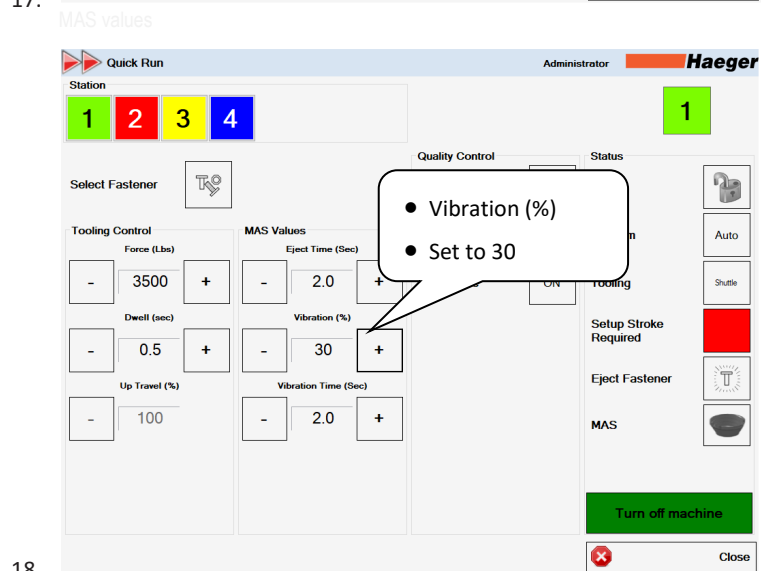 17.
MAS values
Quick Run
Administrator
Haeger
Station
1 2 3 4
1
Select Fastener
Quality Control
Status
Auto
Tooling Control
MAS Values
Force (Lbs)
Eject Time (Sec)
- 3500 +
- 2.0 +
ON
Tooling
Shuttle
• Vibration (%)
• Set to 30
Dwell (sec)
Vibration (%)
- 0.5 +
- 30 +
Setup Stroke
Required
Up Travel (%)
Vibration Time (Sec)
- 100
- 2.0 +
Eject Fastener
MAS
Turn off machine
Close
18.